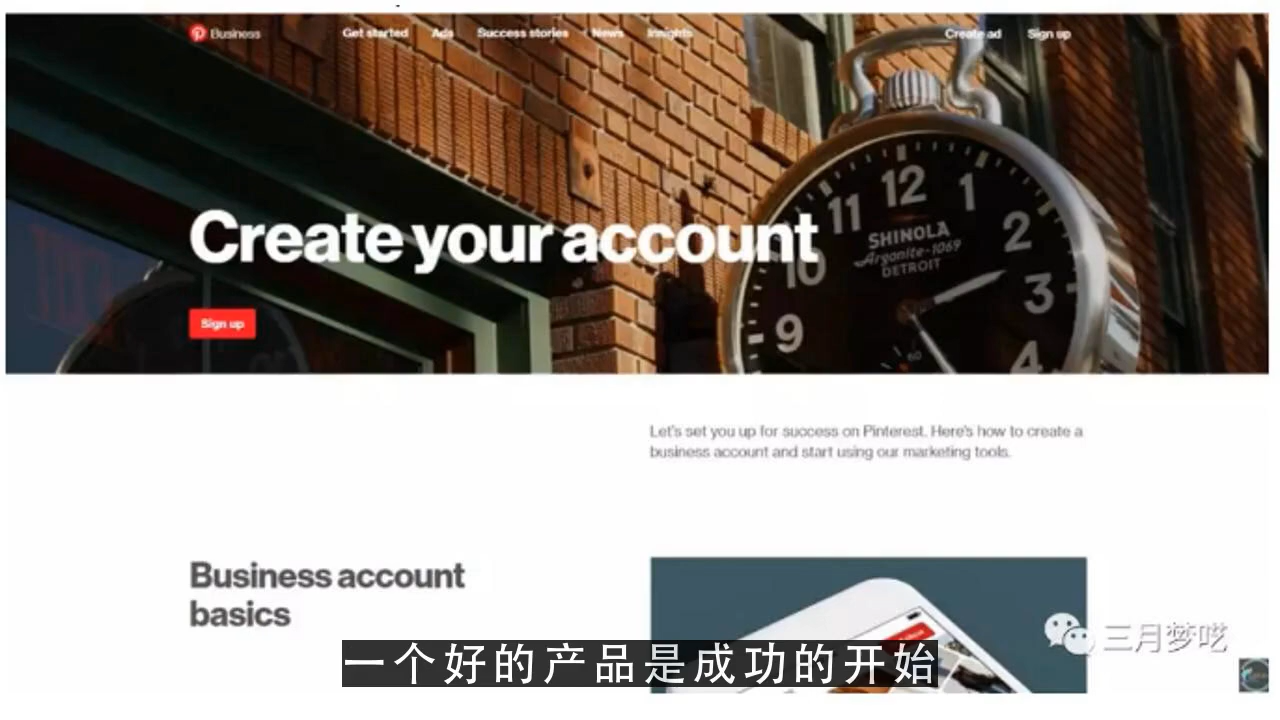 Business
Get started Ads Success stories News Insights
Create ad Sign up
Create your account
Sign up
12
1
2
3
4
9
10
11
SHINOLA
Argonite-1069
DETROIT
60
Let's set you up for success on Pinterest. Here's how to create a
business account and start using our marketing tools.
Business account
basics
三月梦呓
一个好的产品是成功的开始